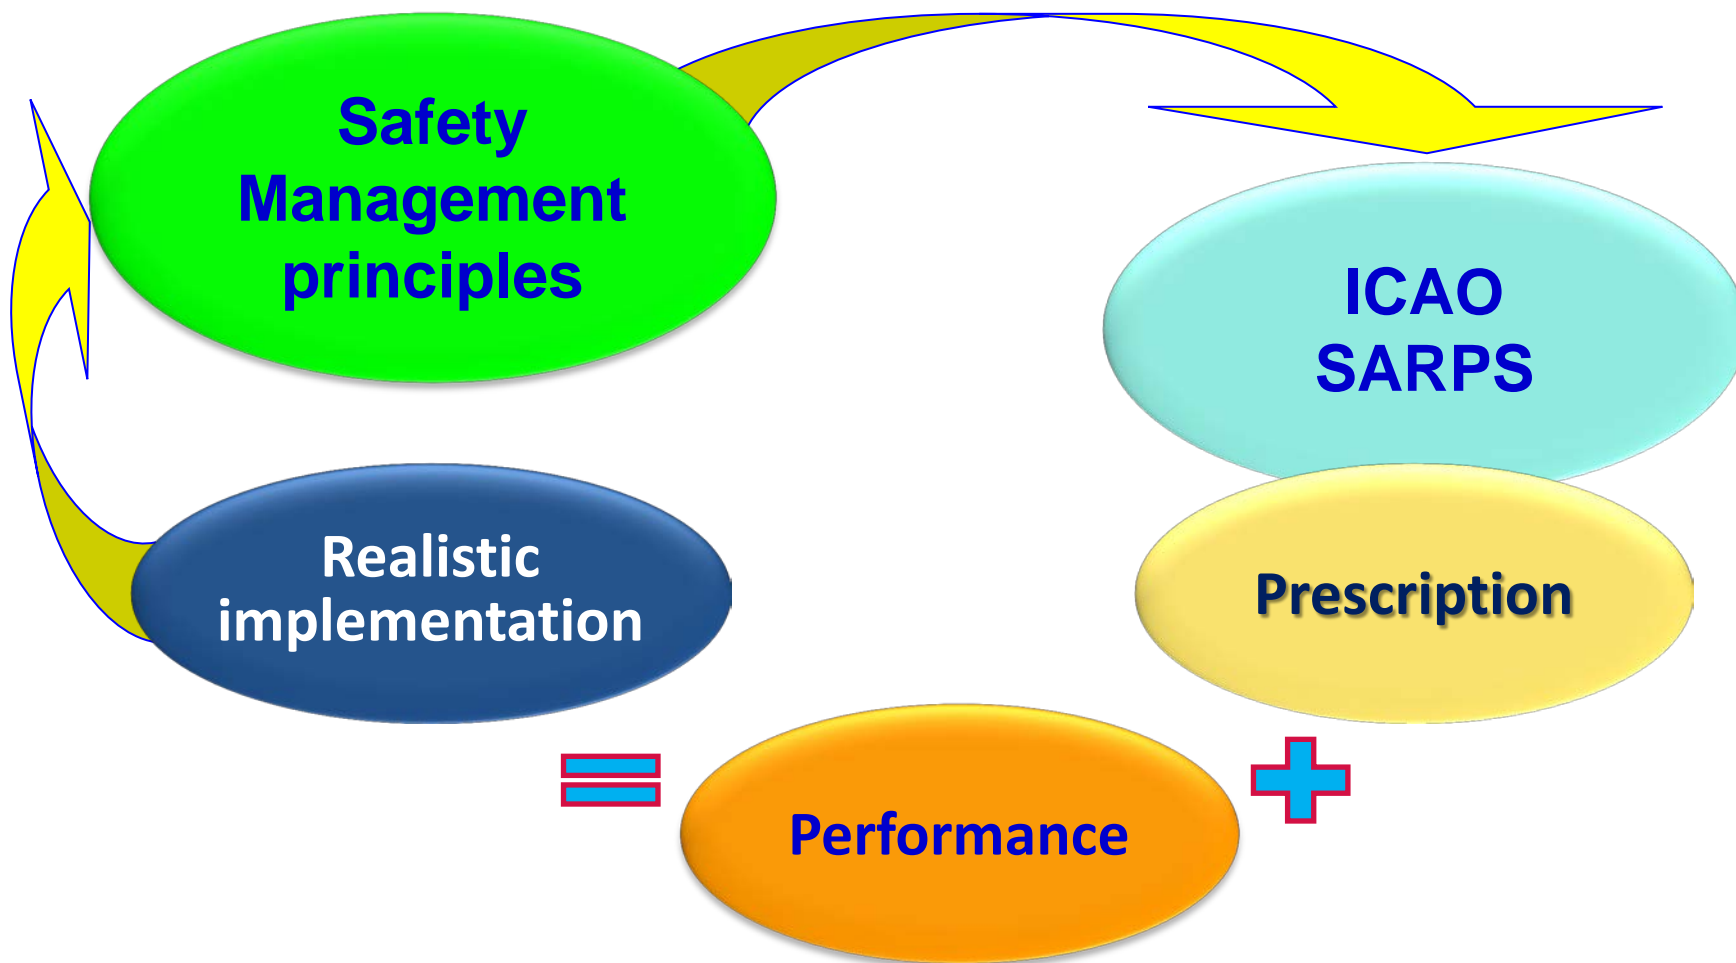 Safety
Management
principles
ICAO
SARPS
Realistic
implementation
Prescription
Performance